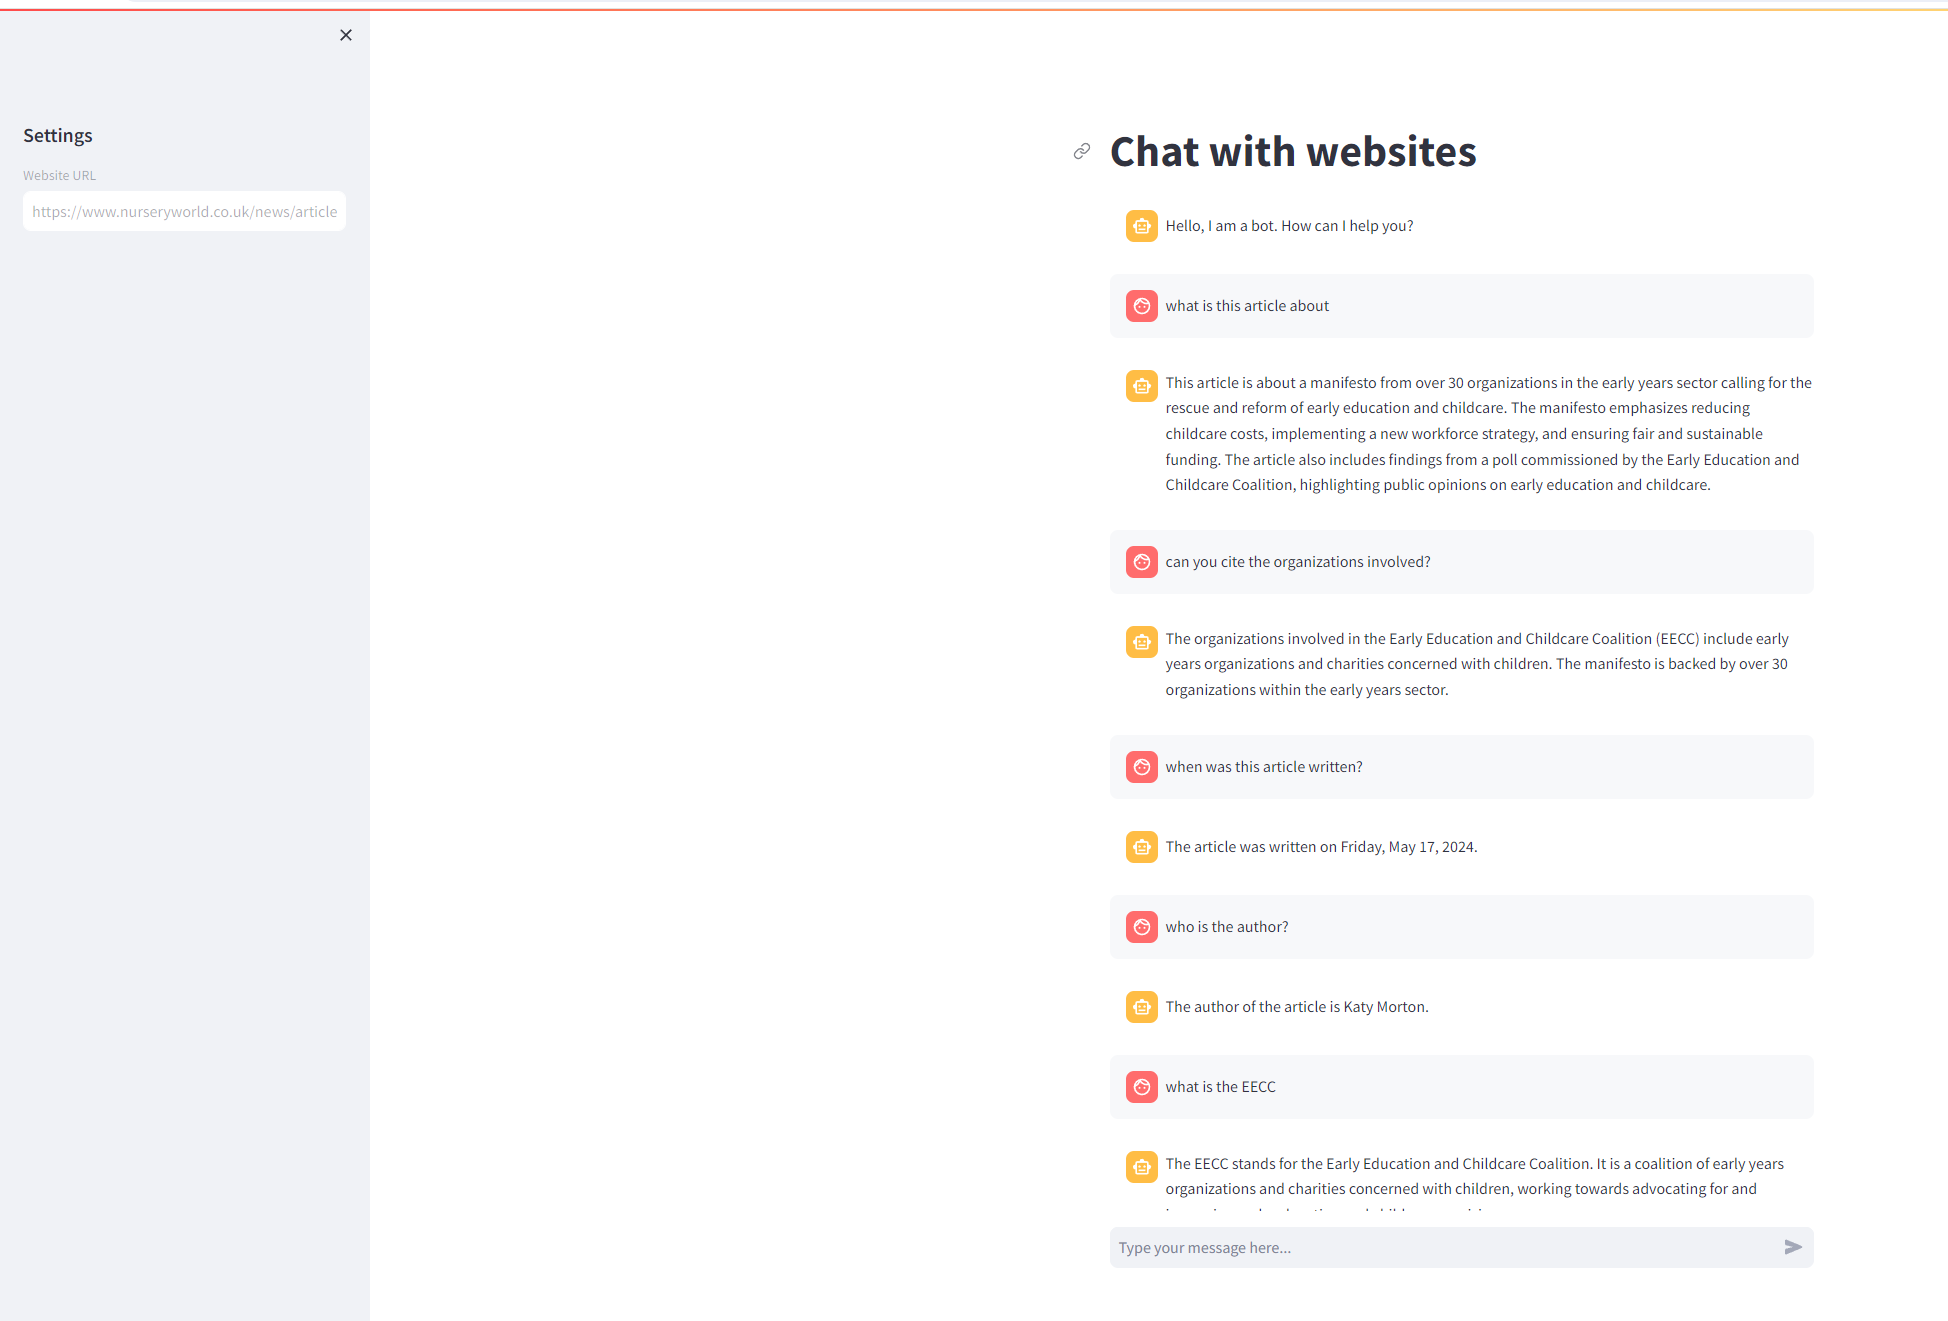 Settings
Website URL
https://www.nurseryworld.co.uk/news/article
Chat with websites
Hello, I am a bot. How can I help you?
what is this article about
This article is about a manifesto from over 30 organizations in the early years sector calling for the
rescue and reform of early education and childcare. The manifesto emphasizes reducing
childcare costs, implementing a new workforce strategy, and ensuring fair and sustainable
funding. The article also includes findings from a poll commissioned by the Early Education and
Childcare Coalition, highlighting public opinions on early education and childcare.
can you cite the organizations involved?
The organizations involved in the Early Education and Childcare Coalition (EECC) include early
years organizations and charities concerned with children. The manifesto is backed by over 30
organizations within the early years sector.
when was this article written?
The article was written on Friday, May 17, 2024.
who is the author?
The author of the article is Katy Morton.
what is the EECC
The EECC stands for the Early Education and Childcare Coalition. It is a coalition of early years
organizations and charities concerned with children, working towards advocating for and
Type your message here...